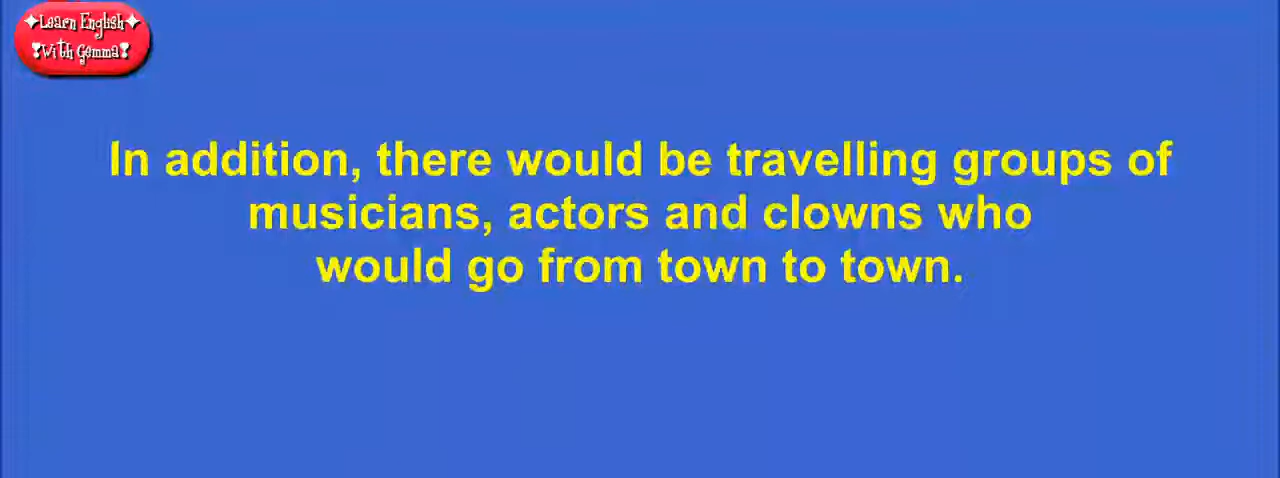 Learn English
With Gemma
In addition, there would be travelling groups of
musicians, actors and clowns who
would go from town to town.